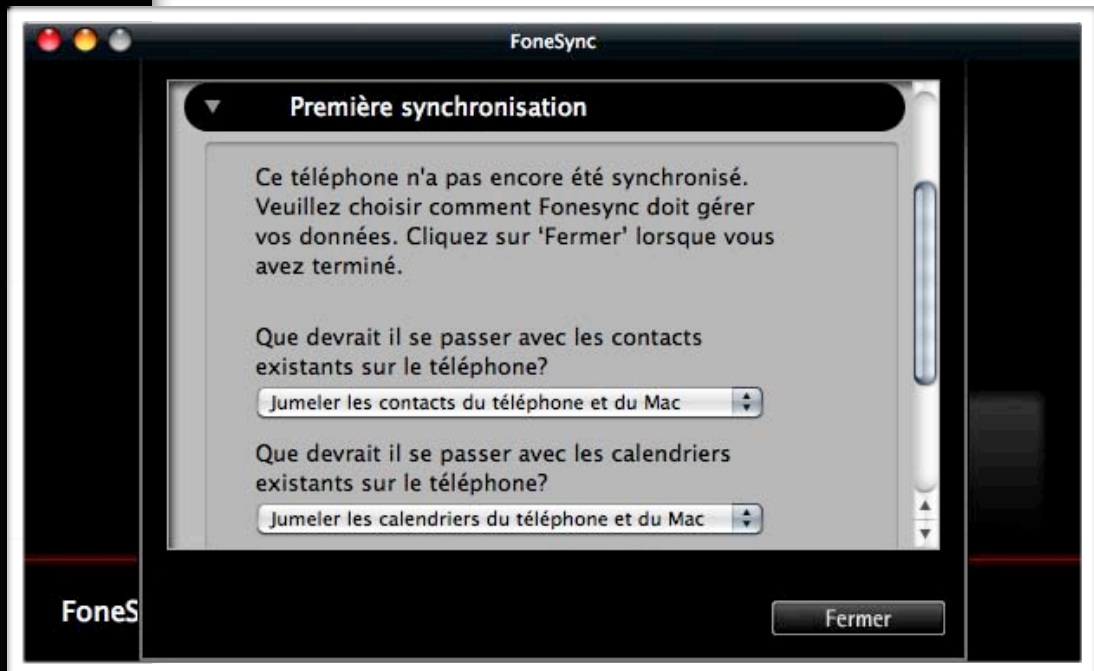 FoneSync
Première synchronisation
Ce téléphone n'a pas encore été synchronisé.
Veuillez choisir comment Fonesync doit gérer
vos données. Cliquez sur ‘Fermer’ lorsque vous
avez terminé.
Que devrait il se passer avec les contacts
existants sur le téléphone?
Jumeler les contacts du téléphone et du Mac
Que devrait il se passer avec les calendriers
existants sur le téléphone?
Jumeler les calendriers du téléphone et du Mac
FoneS
Fermer